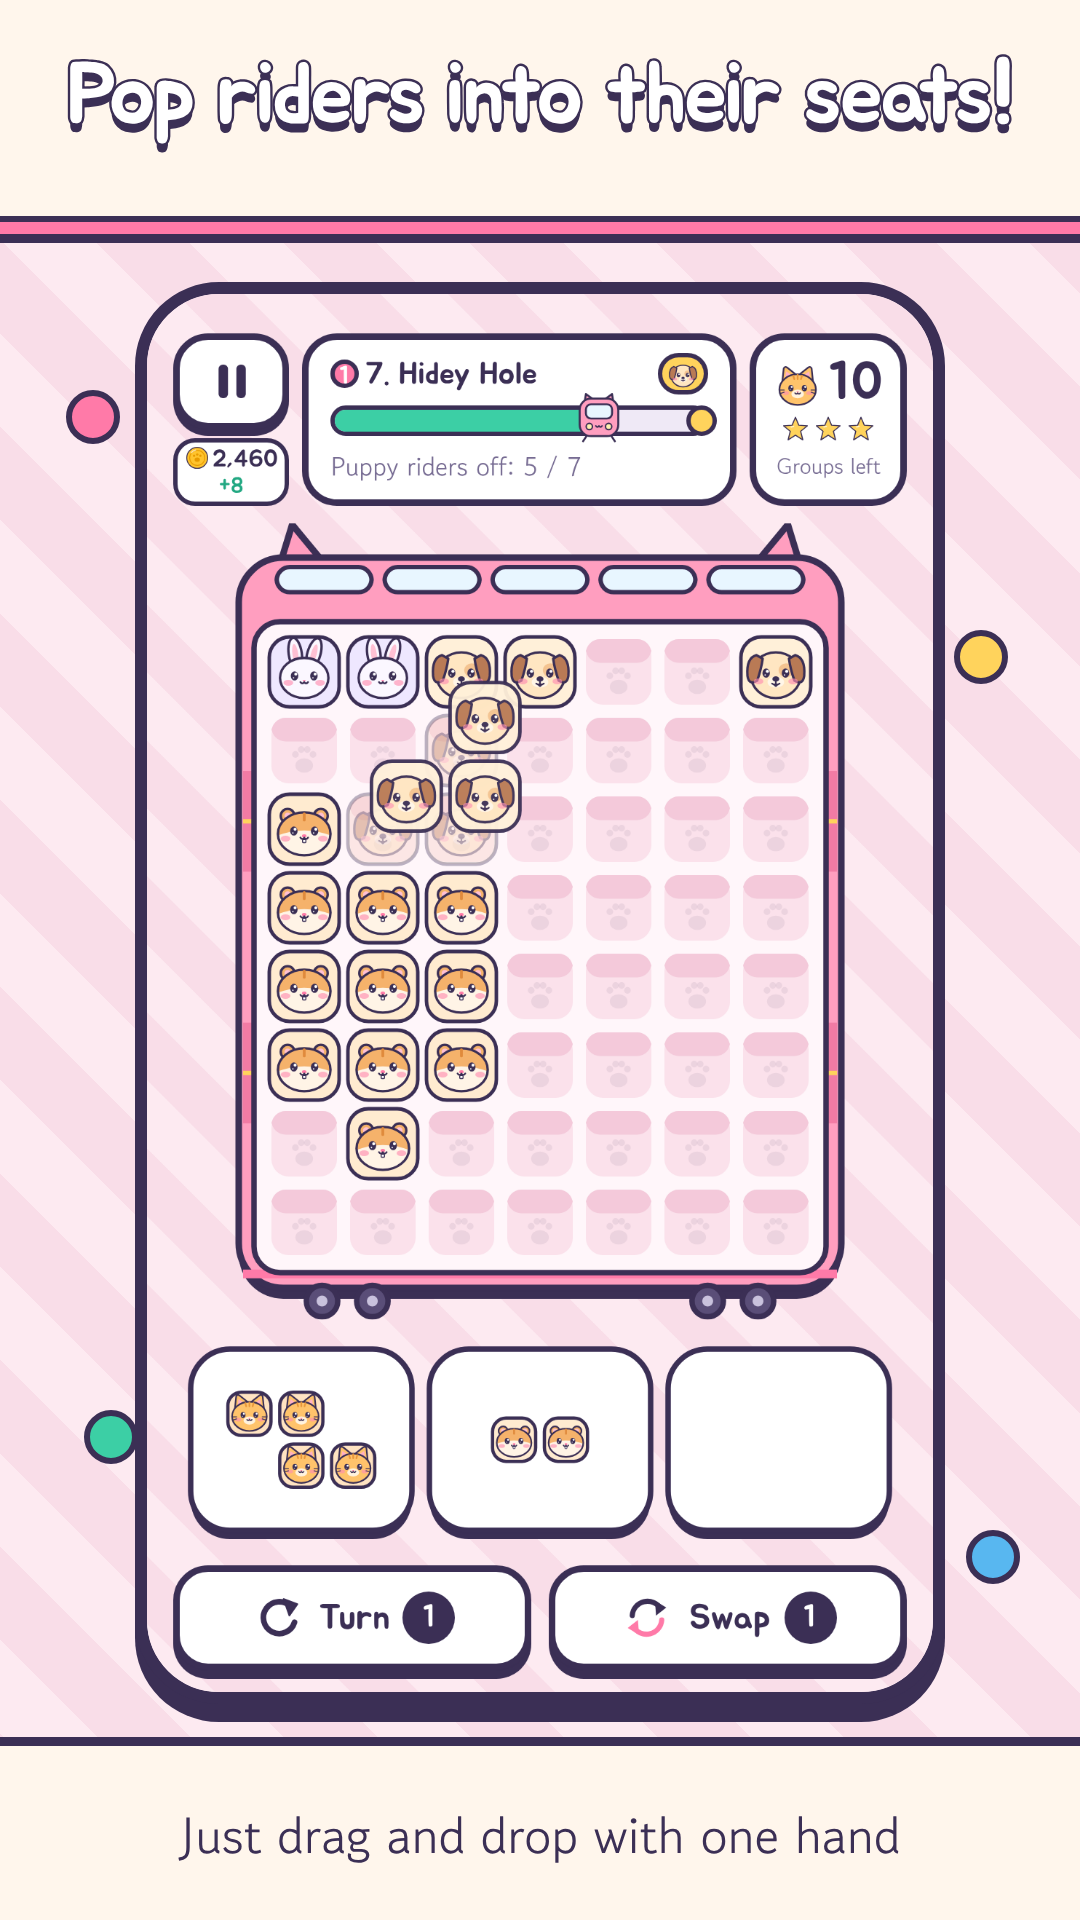 Pop riders into their seats!
1 7. Hidey Hole
10
2,460
+8
Puppy riders off: 5 / 7
Groups left
Turn 1
Swap 1
Just drag and drop with one hand